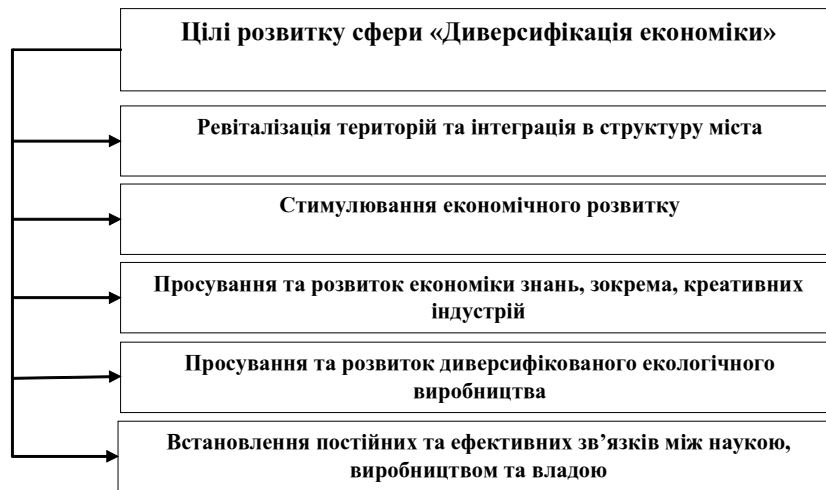 Цілі розвитку сфери «Диверсифікація економіки»
Ревіталізація територій та інтеграція в структуру міста
Стимулювання економічного розвитку
Просування та розвиток економіки знань, зокрема, креативних
індустрій
Просування та розвиток диверсифікованого екологічного
виробництва
Встановлення постійних та ефективних зв’язків між наукою,
виробництвом та владою